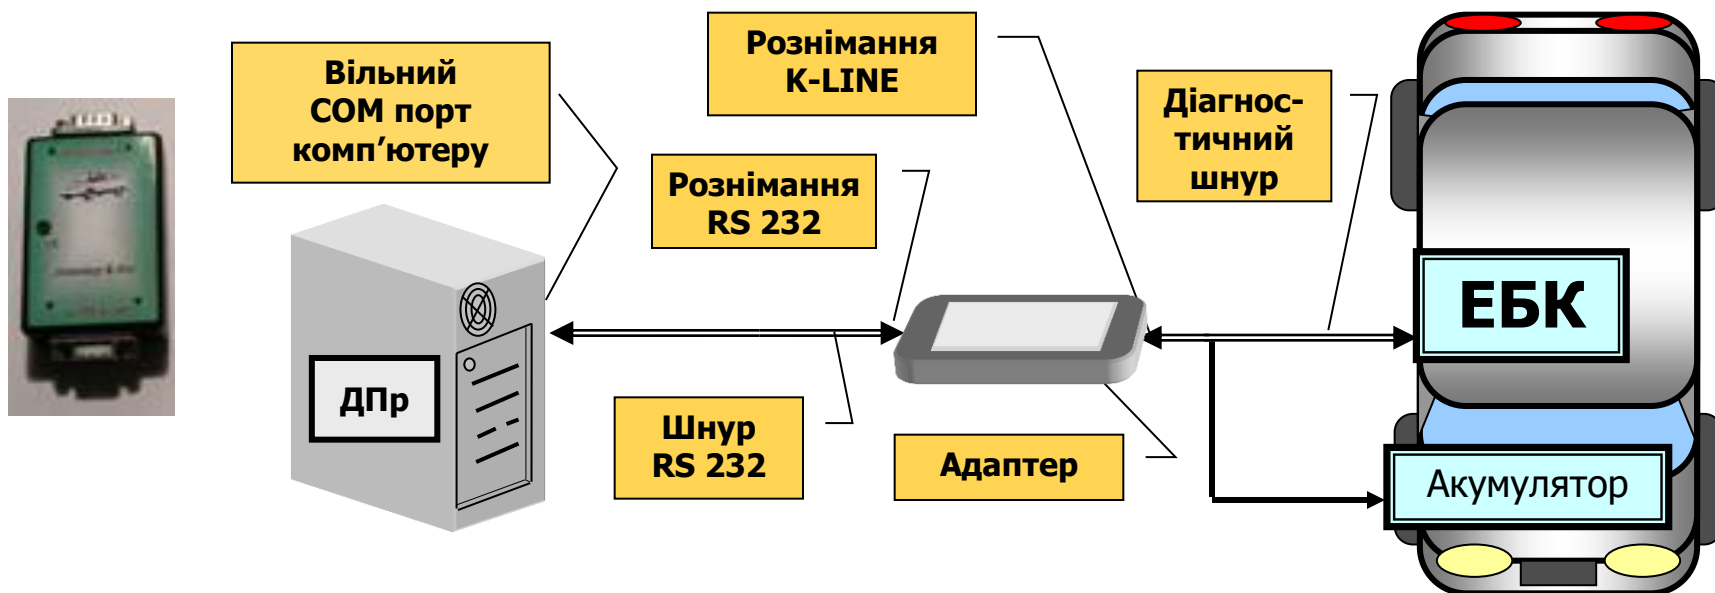 Вільний
COM порт
комп’ютеру
Рознімання
K-LINE
Діагнос-
тичний
шнур
Рознімання
RS 232
ЕБК
ДПр
Шнур
RS 232
Адаптер
Акумулятор